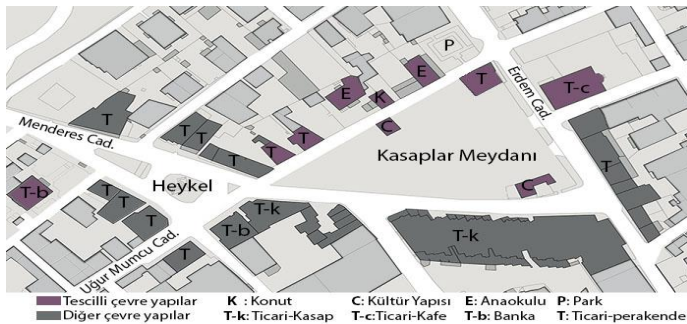 P
E
T
Erdem Cad.
T-c
E
K
T
C
T
T
T
T
Menderes Cad.
Kasaplar Meydanı
T
T
T-b
Heykel
C
T
T
T
T-k
T-b
T-k
T
Uğur Mumcu Cad.
Tescilli çevre yapılar K : Konut C: Kültür Yapısı E: Anaokulu P: Park
Diğer çevre yapılar T-k: Ticari-Kasap T-c:Ticari-Kafe T-b: Banka T: Ticari-perakende